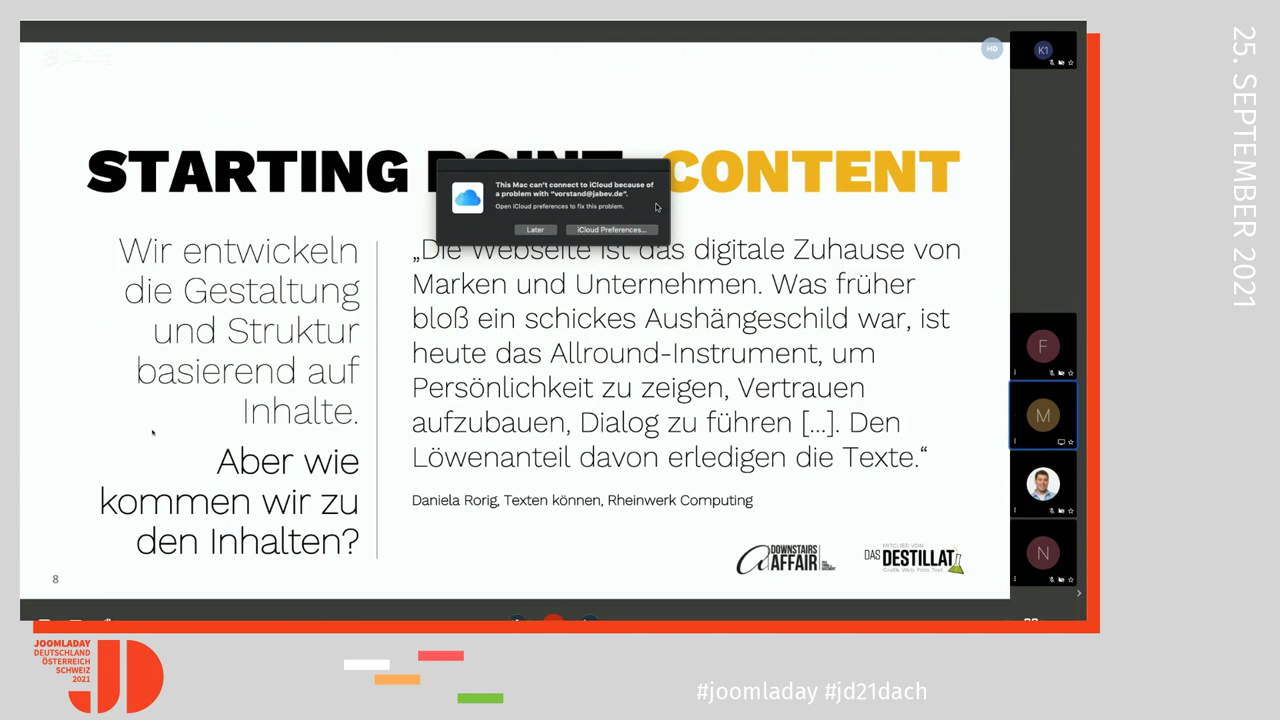 25. SEPTEMBER 2021
HD
K1
STARTING POINT CONTENT
This Mac can't connect to iCloud because of
a problem with "vorstand@jabev.de".
Open iCloud preferences to fix this problem.
Later
iCloud Preferences...
Wir entwickeln
die Gestaltung
und Struktur
basierend auf
Inhalte.
Aber wie
kommen wir zu
den Inhalten?
„Die Webseite ist das digitale Zuhause von
Marken und Unternehmen. Was früher
bloß ein schickes Aushängeschild war, ist
heute das Allround-Instrument, um
Persönlichkeit zu zeigen, Vertrauen
aufzubauen, Dialog zu führen [...]. Den
Löwenanteil davon erledigen die Texte.“
Daniela Rorig, Texten können, Rheinwerk Computing
DOWNSTAIRS
AFFAIR
MITGLIED VON
DAS DESTILLAT
Grafik. Web. Foto. Text.
8
F
M
N
JOOMLADAY
DEUTSCHLAND
ÖSTERREICH
SCHWEIZ
2021
JD
#joomladay #jd21dach